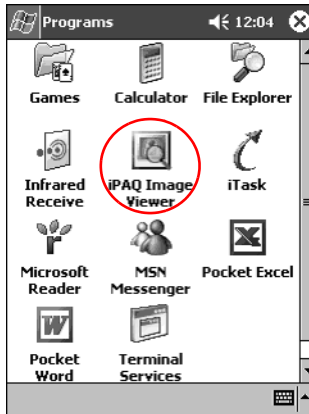 Programs 12:04
Games Calculator File Explorer
Infrared Receive iPAQ Image Viewer iTask
Microsoft Reader MSN Messenger Pocket Excel
Pocket Word Terminal Services